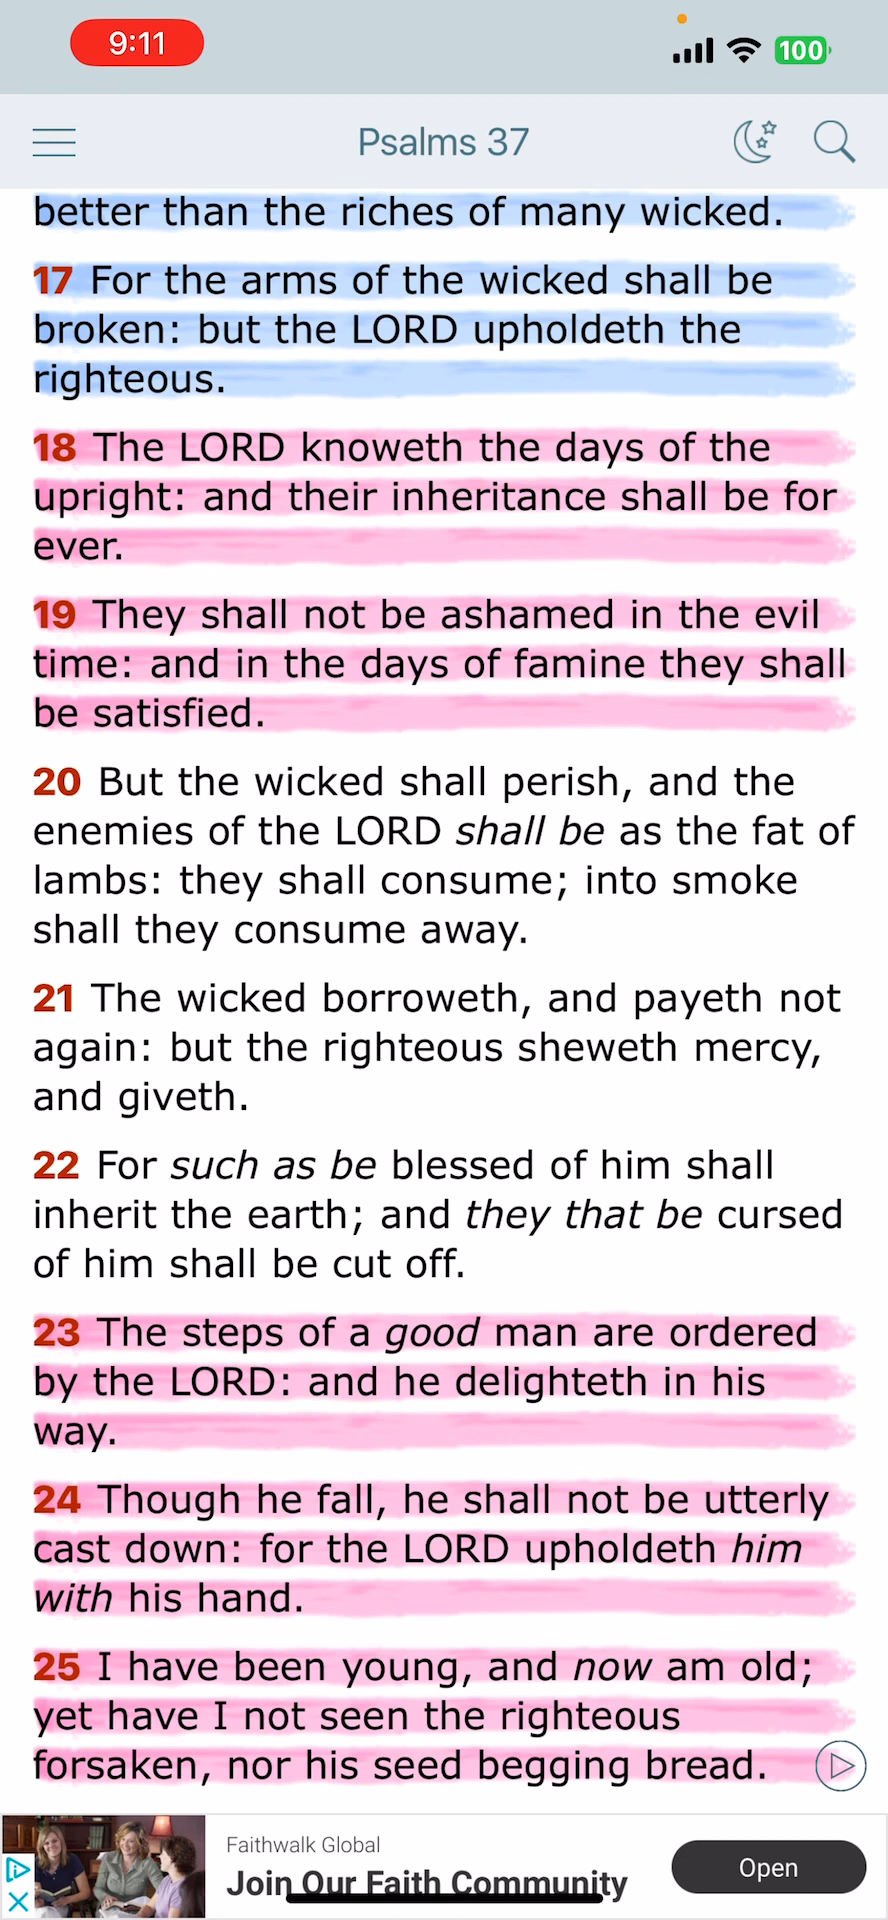 9:11
100
Psalms 37
better than the riches of many wicked.
17 For the arms of the wicked shall be
broken: but the LORD upholdeth the
righteous.
18 The LORD knoweth the days of the
upright: and their inheritance shall be for
ever.
19 They shall not be ashamed in the evil
time: and in the days of famine they shall
be satisfied.
20 But the wicked shall perish, and the
enemies of the LORD shall be as the fat of
lambs: they shall consume; into smoke
shall they consume away.
21 The wicked borroweth, and payeth not
again: but the righteous sheweth mercy,
and giveth.
22 For such as be blessed of him shall
inherit the earth; and they that be cursed
of him shall be cut off.
23 The steps of a good man are ordered
by the LORD: and he delighteth in his
way.
24 Though he fall, he shall not be utterly
cast down: for the LORD upholdeth him
with his hand.
25 I have been young, and now am old;
yet have I not seen the righteous
forsaken, nor his seed begging bread.
Faithwalk Global
Join Our Faith Community
Open